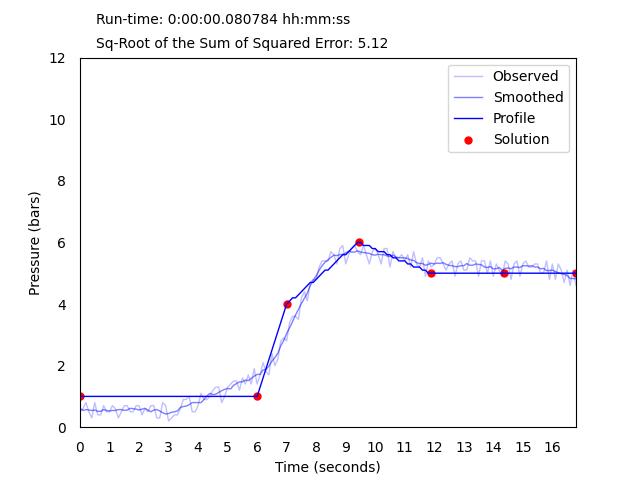 Run-time: 0:00:00.080784 hh:mm:ss
Sq-Root of the Sum of Squared Error: 5.12
12
10
8
6
4
2
0
Pressure (bars)
Observed
Smoothed
Profile
Solution
0 1 2 3 4 5 6 7 8 9 10 11 12 13 14 15 16
Time (seconds)